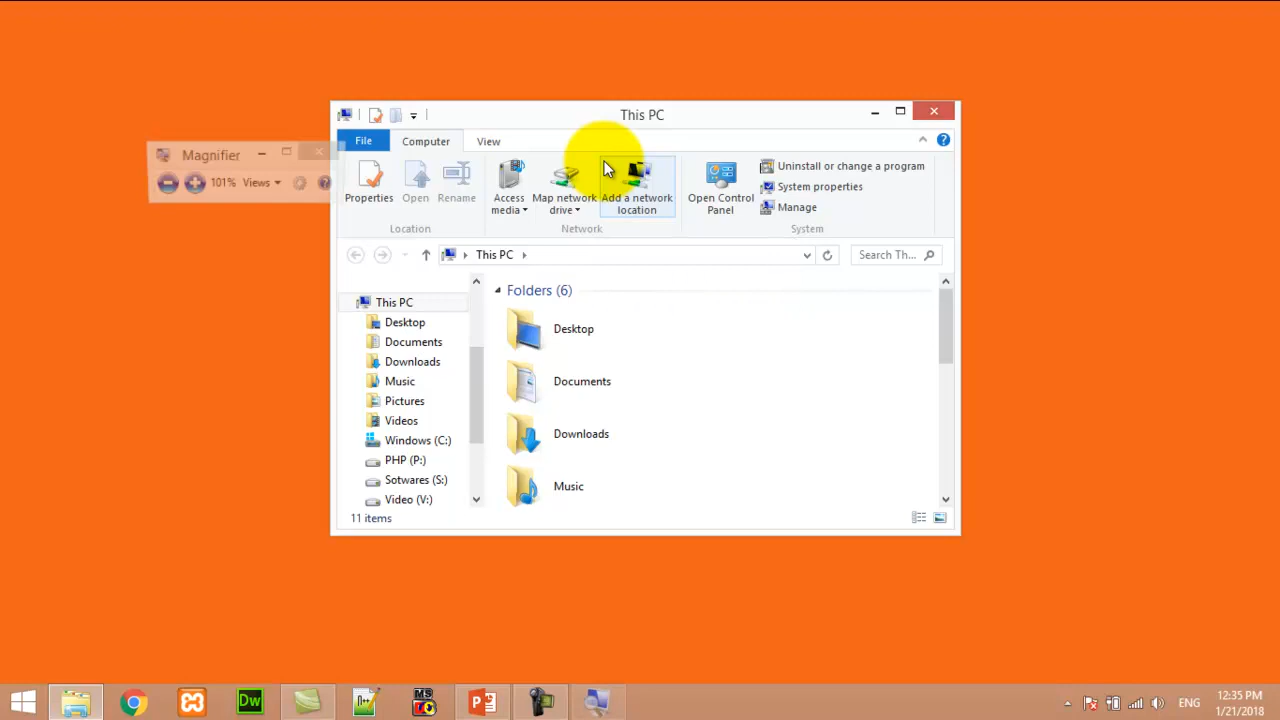 This PC
File
Computer
View
Magnifier
101%
Views
Properties
Open
Rename
Access media
Map network drive
Add a network location
Open Control Panel
Uninstall or change a program
System properties
Manage
Location
Network
System
This PC
Search Th...
This PC
Desktop
Documents
Downloads
Music
Pictures
Videos
Windows (C:)
PHP (P:)
Sotwares (S:)
Video (V:)
Folders (6)
Desktop
Documents
Downloads
Music
11 items
Dw
n++
MS
ENG
12:35 PM
1/21/2018